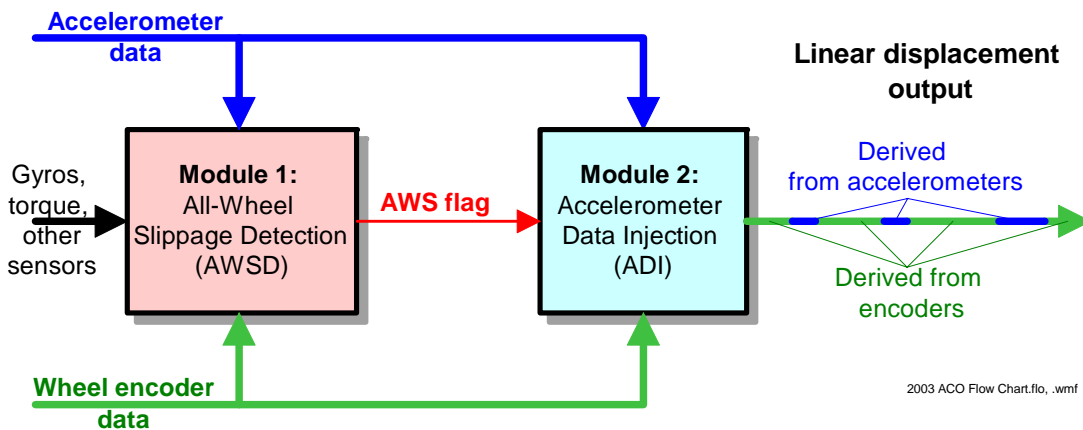 Accelerometer
data
Linear displacement
output
Gyros,
torque,
other
sensors
Module 1:
All-Wheel
Slippage Detection
(AWSD)
AWS flag
Module 2:
Accelerometer
Data Injection
(ADI)
Derived
from accelerometers
Derived from
encoders
Wheel encoder
data
2003 ACO Flow Chart.flo, .wmf